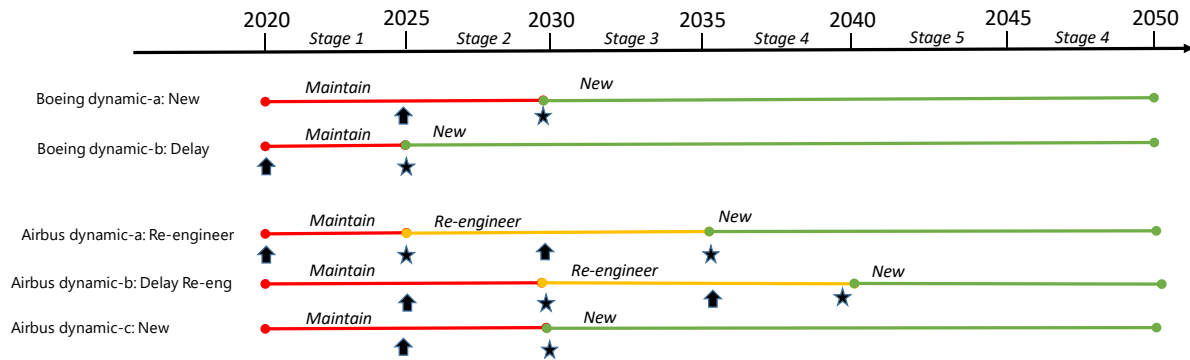 2020 2025 2030 2035 2040 2045 2050
Stage 1 Stage 2 Stage 3 Stage 4 Stage 5 Stage 4
Maintain New
Boeing dynamic-a: New
Maintain New
Boeing dynamic-b: Delay
Maintain Re-engineer New
Airbus dynamic-a: Re-engineer
Maintain Re-engineer New
Airbus dynamic-b: Delay Re-eng
Maintain New
Airbus dynamic-c: New